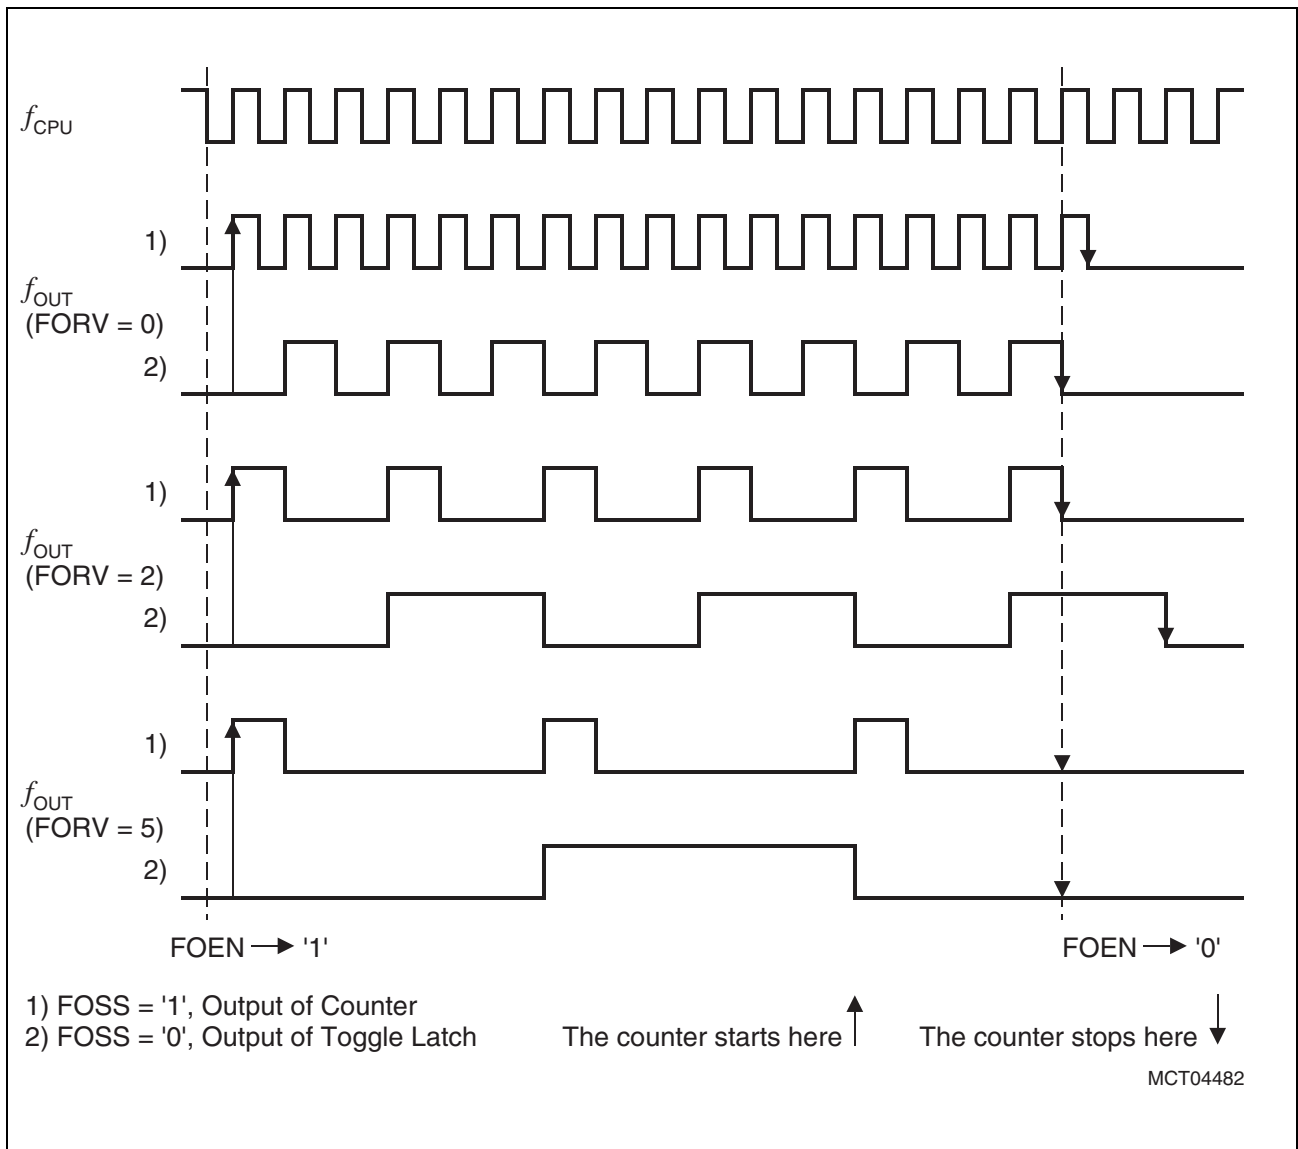 fCPU
1)
fOUT
(FORV = 0)
2)
1)
fOUT
(FORV = 2)
2)
1)
fOUT
(FORV = 5)
2)
FOEN → '1'
FOEN → '0'
1) FOSS = '1', Output of Counter
2) FOSS = '0', Output of Toggle Latch
The counter starts here ↑
The counter stops here ↓
MCT04482